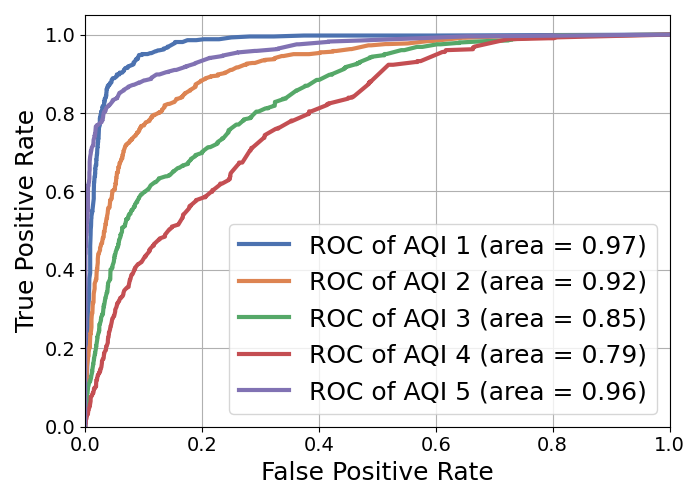 True Positive Rate
1.0
0.8
0.6
0.4
0.2
0.0
ROC of AQI 1 (area = 0.97)
ROC of AQI 2 (area = 0.92)
ROC of AQI 3 (area = 0.85)
ROC of AQI 4 (area = 0.79)
ROC of AQI 5 (area = 0.96)
0.0 0.2 0.4 0.6 0.8 1.0
False Positive Rate